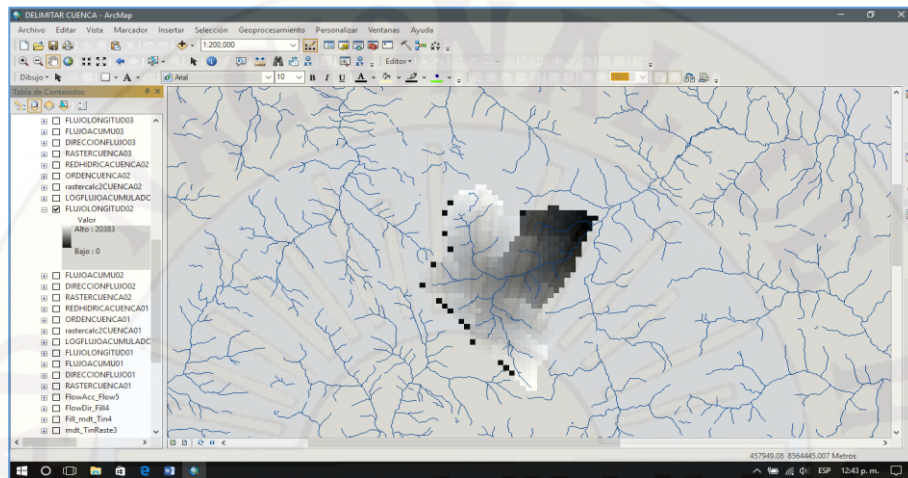 DELIMITAR CUENCA - ArcMap
Archivo Editar Vista Marcador Insertar Selección Geoprocesamiento Personalizar Ventanas Ayuda
1:200.000
Editor
Dibujo A Arial 10 B I U A
Tabla de Contenidos
FLUJOLONGITUD03
FLUJOACUMU03
DIRECCIONFLUJO03
RASTERCUENCA03
REDHIDRICACUENCA02
ORDENCUENCA02
rastercalc2CUENCA02
LOGFLUJOACUMULADC
FLUJOLONGITUD02
Valor
Alto : 20383
Bajo : 0
FLUJOACUMU02
DIRECCIONFLUJO02
RASTERCUENCA02
REDHIDRICACUENCA01
ORDENCUENCA01
rastercalc2CUENCA01
LOGFLUJOACUMULADC
FLUJOLONGITUD01
FLUJOACUMU01
DIRECCIONFLUJO01
RASTERCUENCA01
FlowAcc_Flow5
FlowDir_Fill4
Fill_mdt_Tin4
mdt_TinRaste3
457949.08 8564445.007 Metros
ESP 12:43 p. m.